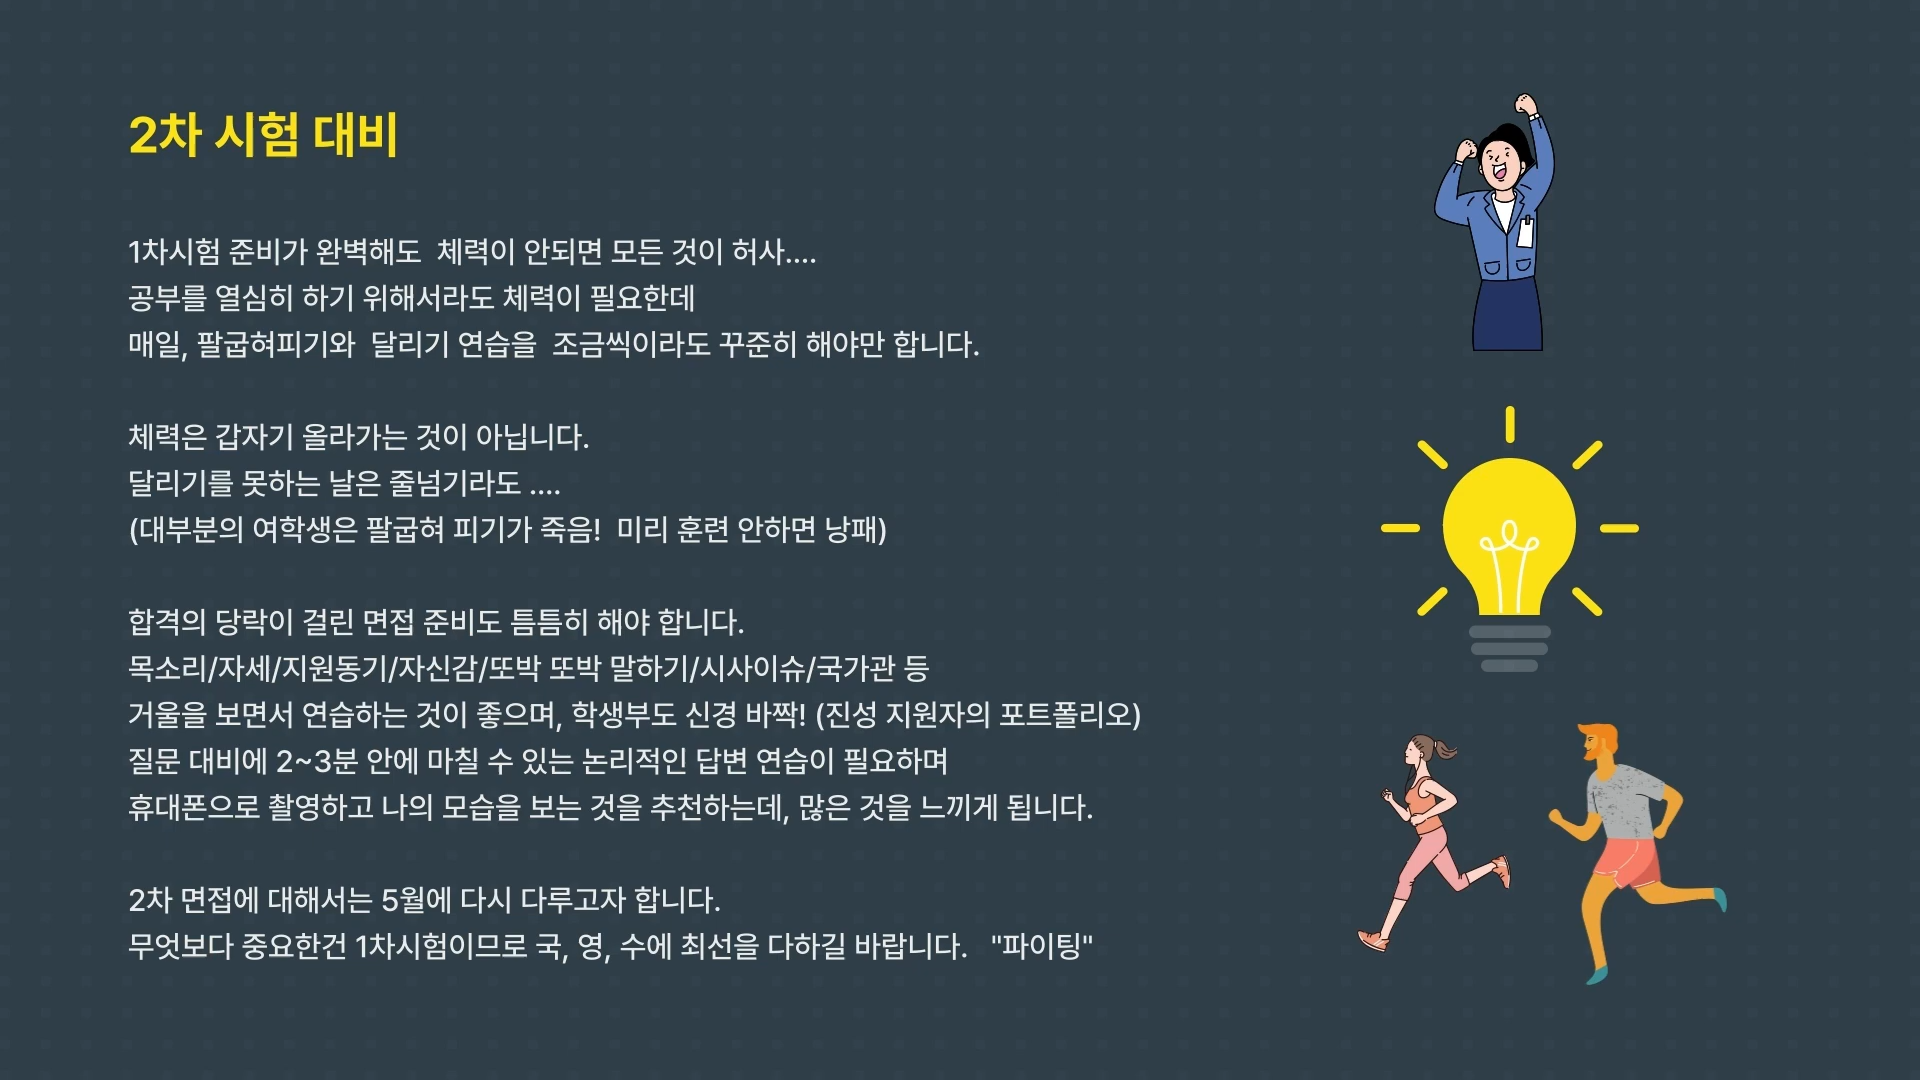 2차 시험 대비
1차시험 준비가 완벽해도  체력이 안되면 모든 것이 허사....
공부를 열심히 하기 위해서라도 체력이 필요한데
매일, 팔굽혀피기와  달리기 연습을  조금씩이라도 꾸준히 해야만 합니다.
체력은 갑자기 올라가는 것이 아닙니다.
달리기를 못하는 날은 줄넘기라도 ....
(대부분의 여학생은 팔굽혀 피기가 죽음!  미리 훈련 안하면 낭패)
합격의 당락이 걸린 면접 준비도 틈틈히 해야 합니다.
목소리/자세/지원동기/자신감/또박 또박 말하기/시사이슈/국가관 등
거울을 보면서 연습하는 것이 좋으며, 학생부도 신경 바짝! (진성 지원자의 포트폴리오)
질문 대비에 2~3분 안에 마칠 수 있는 논리적인 답변 연습이 필요하며
휴대폰으로 촬영하고 나의 모습을 보는 것을 추천하는데, 많은 것을 느끼게 됩니다.
2차 면접에 대해서는 5월에 다시 다루고자 합니다.
무엇보다 중요한건 1차시험이므로 국, 영, 수에 최선을 다하길 바랍니다.   "파이팅"